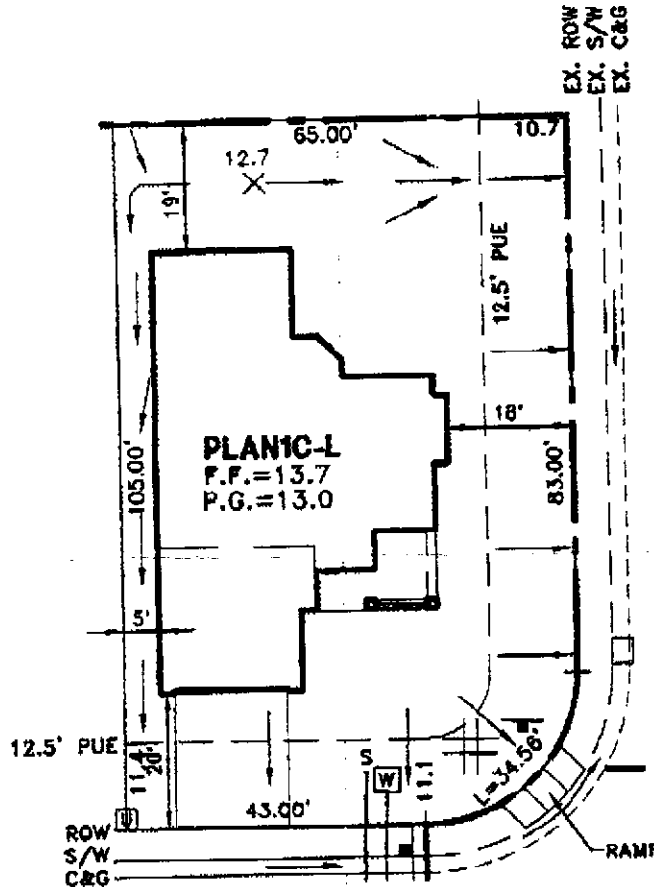 EX. ROW
EX. S/W
EX. C&G
65.00'
10.7
12.7
19'
12.5' PUE
18'
PLAN1C-L
F.F.=13.7
P.G.=13.0
105.00'
83.00'
5'
12.5' PUE
11.4
20'
S
W
11.1
L=34.56'
43.00'
U
ROW
S/W
C&G
RAMP